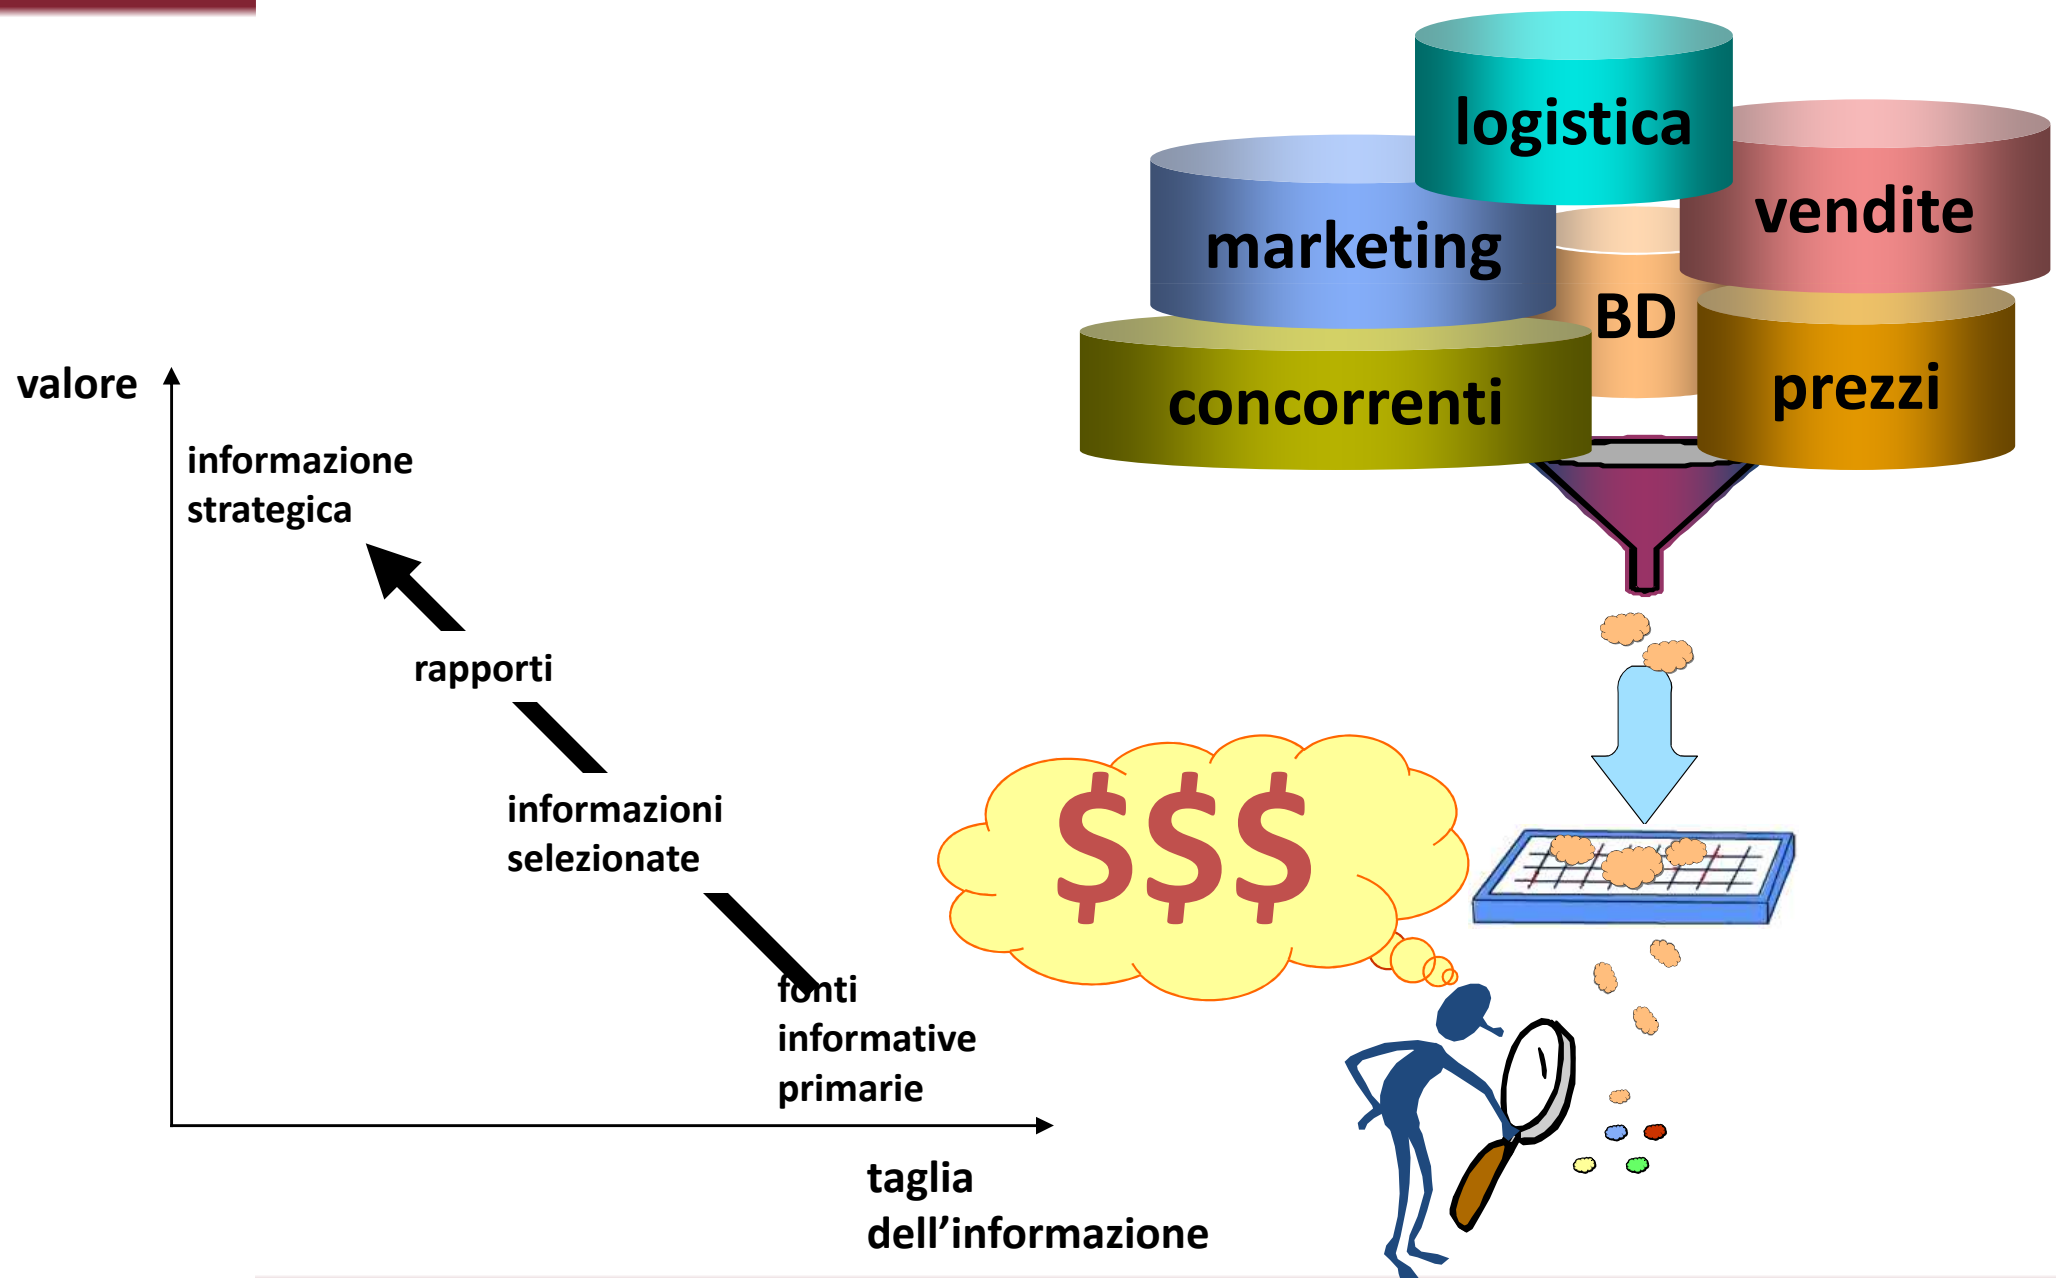 logistica
vendite
marketing
BD
concorrenti
prezzi
valore
informazione
strategica
rapporti
informazioni
selezionate
fonti
informative
primarie
taglia
dell’informazione
$$$